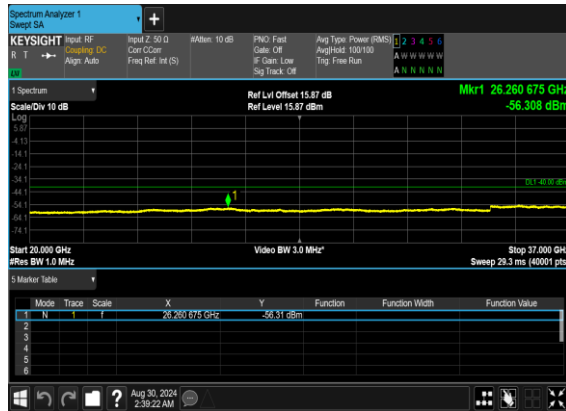 Spectrum Analyzer 1
Swept SA
KEYSIGHT Input: RF Input Z: 50 Ω #Atten: 10 dB PNO: Fast Avg Type: Power (RMS) 1 2 3 4 5 6
R T Coupling: DC Corr CCorr Gate: Off Avg|Hold: 100/100 A W W W W W
Align: Auto Freq Ref: Int (S) IF Gain: Low Trig: Free Run
LW Sig Track: Off A N N N N N
1 Spectrum Ref Lvl Offset 15.87 dB Mkr1 26.260 675 GHz
Scale/Div 10 dB Ref Level 15.87 dBm -56.308 dBm
Log
5.87
-4.13
-14.1
-24.1
-34.1
DL1 -40.00 dBm
-44.1
1
-54.1
-64.1
-74.1
Start 20.000 GHz Video BW 3.0 MHz* Stop 37.000 GHz
#Res BW 1.0 MHz Sweep 29.3 ms (40001 pts)
5 Marker Table
Mode Trace Scale X Y Function Function Width Function Value
1 N 1 f 26.260 675 GHz -56.31 dBm
2
3
4
5
6
? Aug 30, 2024
2:39:22 AM